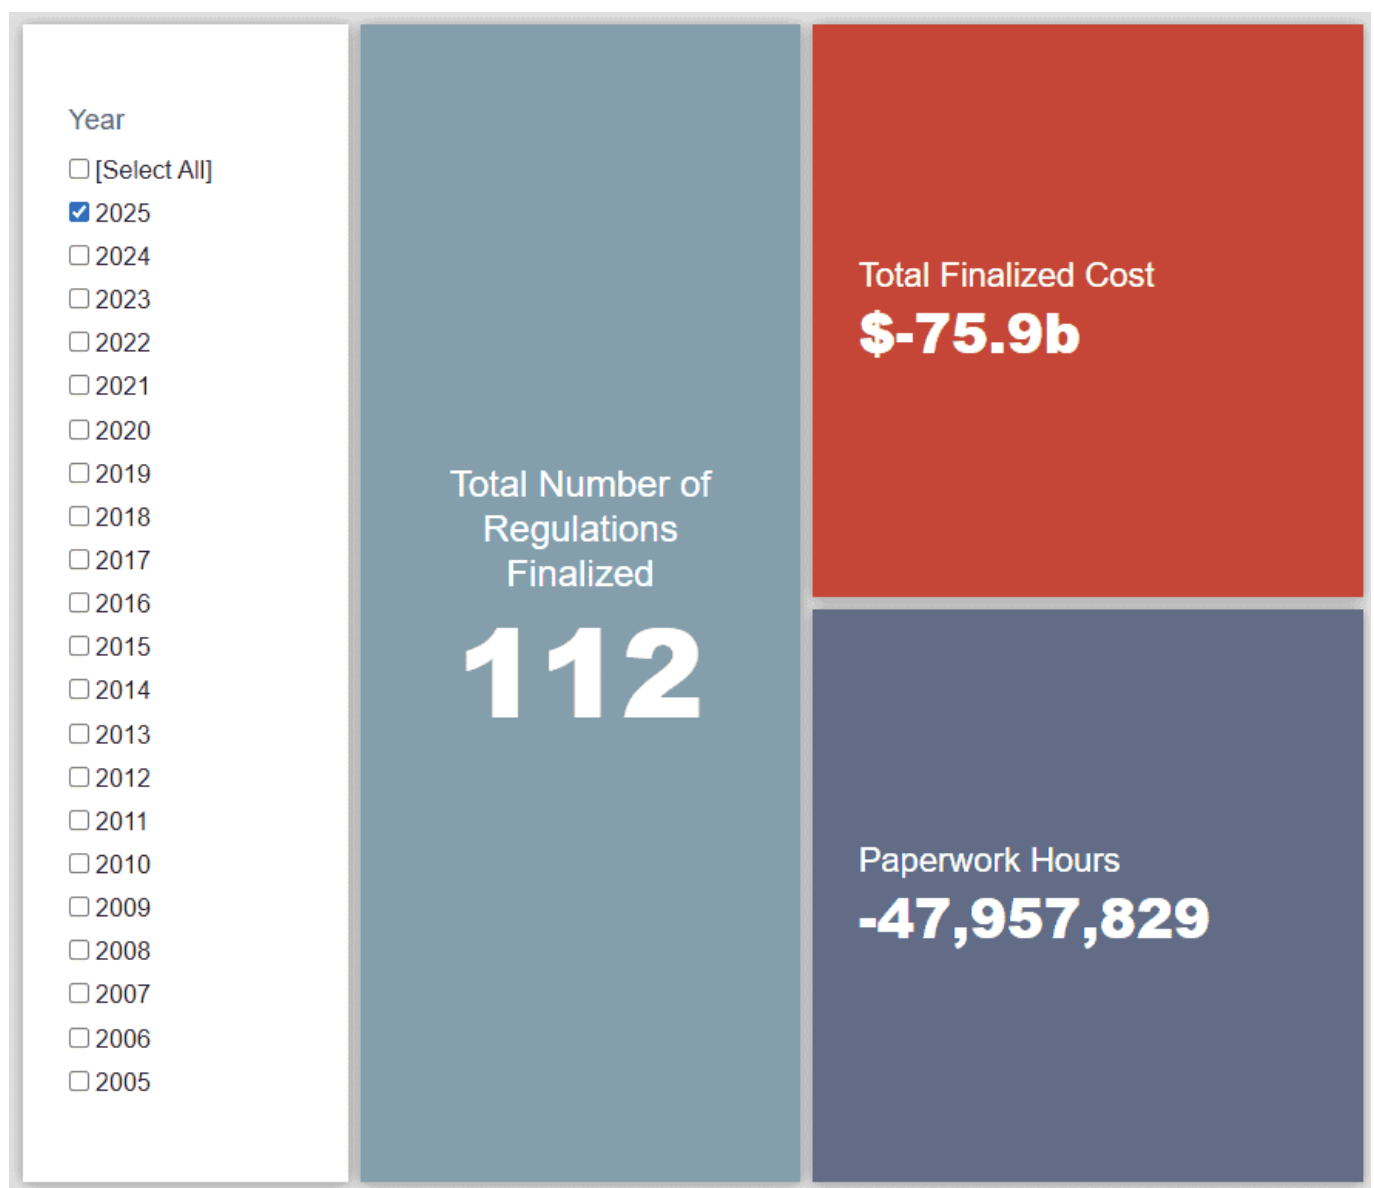 Year
[Select All]
2025
2024
2023
2022
2021
2020
2019
2018
2017
2016
2015
2014
2013
2012
2011
2010
2009
2008
2007
2006
2005
Total Number of
Regulations
Finalized
112
Total Finalized Cost
$-75.9b
Paperwork Hours
-47,957,829